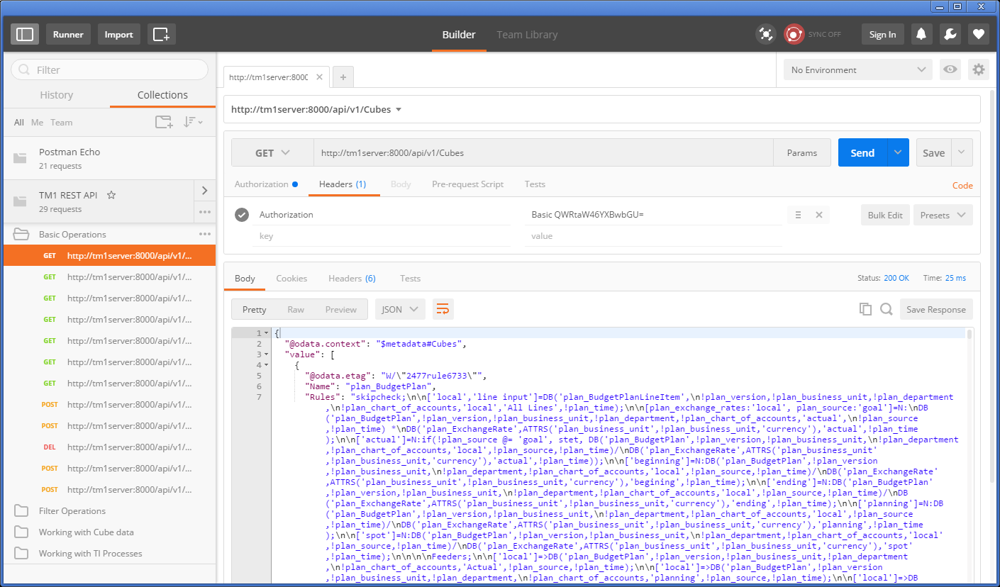 Runner
Import
Builder
Team Library
SYNC OFF
Sign In
Filter
History
Collections
All Me Team
Postman Echo
21 requests
TM1 REST API
29 requests
Basic Operations
GET http://tm1server:8000/api/v1/...
GET http://tm1server:8000/api/v1/...
GET http://tm1server:8000/api/v1/...
GET http://tm1server:8000/api/v1/...
GET http://tm1server:8000/api/v1/...
GET http://tm1server:8000/api/v1/...
GET http://tm1server:8000/api/v1/...
POST http://tm1server:8000/api/v1/...
POST http://tm1server:8000/api/v1/...
DEL http://tm1server:8000/api/v1/...
POST http://tm1server:8000/api/v1/...
POST http://tm1server:8000/api/v1/...
Filter Operations
Working with Cube data
Working with TI Processes
http://tm1server:8000
No Environment
http://tm1server:8000/api/v1/Cubes
GET http://tm1server:8000/api/v1/Cubes Params Send Save
Authorization Headers (1) Body Pre-request Script Tests Code
Authorization Basic QWRtaW46YXBwbGU= Bulk Edit Presets
key value
Body Cookies Headers (6) Tests Status: 200 OK Time: 25 ms
Pretty Raw Preview JSON Save Response
1 {
2 "@odata.context": "$metadata#Cubes",
3 "value": [
4 {
5 "@odata.etag": "W/\"2477rule6733\"",
6 "Name": "plan_BudgetPlan",
7 "Rules": "skipcheck;\n\n['local','line input']=DB('plan_BudgetPlanLineItem',\n!plan_version,!plan_business_unit,!plan_department
,\n!plan_chart_of_accounts,'local','All Lines',!plan_time);\n\n[plan_exchange_rates:'local', plan_source:'goal']=N:\nDB
('plan_BudgetPlan',!plan_version,!plan_business_unit,!plan_department,!plan_chart_of_accounts,'actual',\n!plan_source
,!plan_time) *\nDB('plan_ExchangeRate',ATTRS('plan_business_unit',!plan_business_unit,'currency'),'actual',!plan_time
);\n\n['actual']=N:if(!plan_source @= 'goal', stet, DB('plan_BudgetPlan',!plan_version,!plan_business_unit,\n!plan_department
,!plan_chart_of_accounts,'local',!plan_source,!plan_time)/\nDB('plan_ExchangeRate',ATTRS('plan_business_unit'
,!plan_business_unit,'currency'),'actual',!plan_time));\n\n['beginning']=N:DB('plan_BudgetPlan',!plan_version
,!plan_business_unit,\n!plan_department,!plan_chart_of_accounts,'local',!plan_source,!plan_time)/\nDB('plan_ExchangeRate'
,ATTRS('plan_business_unit',!plan_business_unit,'currency'),'begining',!plan_time);\n\n['ending']=N:DB('plan_BudgetPlan'
,!plan_version,!plan_business_unit,\n!plan_department,!plan_chart_of_accounts,'local',!plan_source,!plan_time)/\nDB
('plan_ExchangeRate',ATTRS('plan_business_unit',!plan_business_unit,'currency'),'ending',!plan_time);\n\n['planning']=N:DB
('plan_BudgetPlan',!plan_version,!plan_business_unit,\n!plan_department,!plan_chart_of_accounts,'local',!plan_source
,!plan_time)/\nDB('plan_ExchangeRate',ATTRS('plan_business_unit',!plan_business_unit,'currency'),'planning',!plan_time
);\n\n['spot']=N:DB('plan_BudgetPlan',!plan_version,!plan_business_unit,\n!plan_department,!plan_chart_of_accounts,'local'
,!plan_source,!plan_time)/\nDB('plan_ExchangeRate',ATTRS('plan_business_unit',!plan_business_unit,'currency'),'spot'
,!plan_time);\n\n\n\n\nFeeders;\n\n['local']=>DB('plan_BudgetPlan',!plan_version,!plan_business_unit,!plan_department
,\n!plan_chart_of_accounts,'Actual',!plan_source,!plan_time);\n\n['local']=>DB('plan_BudgetPlan',!plan_version
,!plan_business_unit,!plan_department,\n!plan_chart_of_accounts,'planning',!plan_source,!plan_time);\n\n['local']=>DB